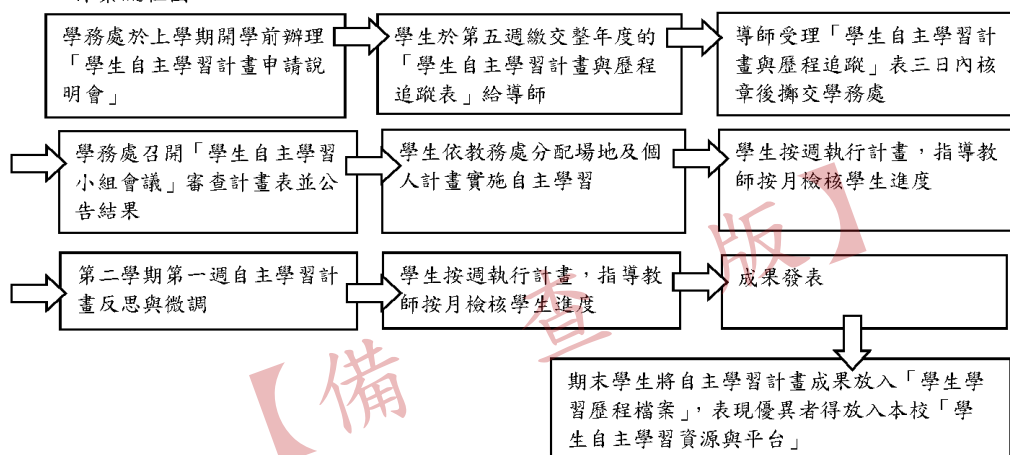 學務處於上學期開學前辦理
「學生自主學習計畫申請說
明會」
學生於第五週繳交整年度的
「學生自主學習計畫與歷程
追蹤表」給導師
導師受理「學生自主學習計
畫與歷程追蹤」表三日內核
章後擲交學務處
學務處召開「學生自主學習
小組會議」審查計畫表並公
告結果
學生依教務處分配場地及個
人計畫實施自主學習
學生按週執行計畫，指導教
師按月檢核學生進度
第二學期第一週自主學習計
畫反思與微調
學生按週執行計畫，指導教
師按月檢核學生進度
成果發表
期末學生將自主學習計畫成果放入「學生學
習歷程檔案」，表現優異者得放入本校「學
生自主學習資源與平台」
【備查版】